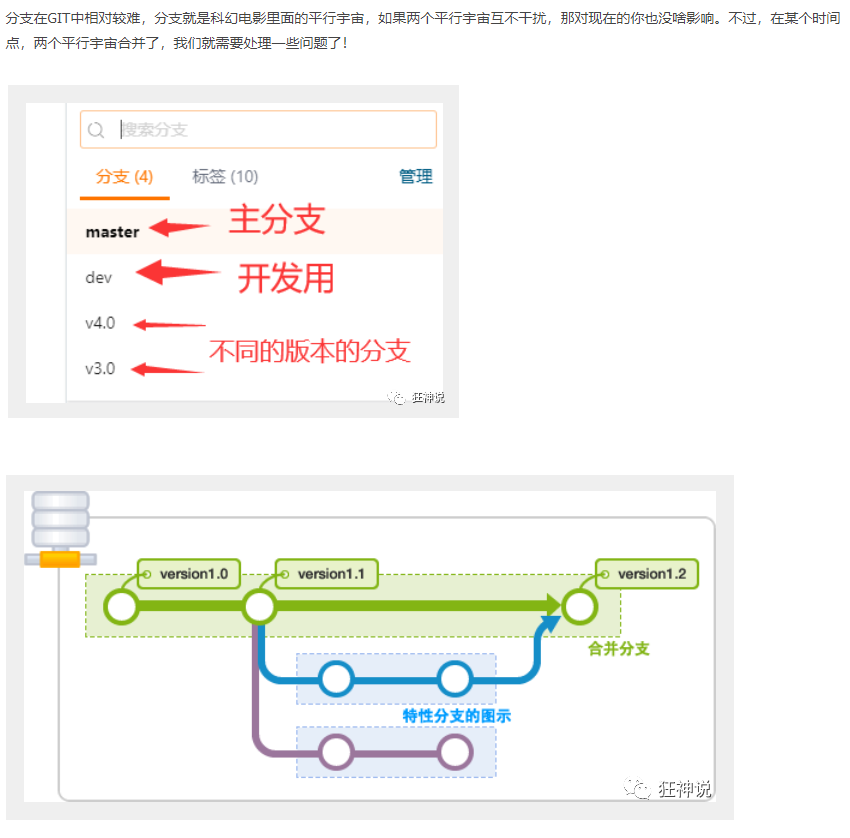 分支在GIT中相对较难，分支就是科幻电影里面的平行宇宙，如果两个平行宇宙互不干扰，那对现在的你也没啥影响。不过，在某个时间
点，两个平行宇宙合并了，我们就需要处理一些问题了！
搜索分支
分支 (4) 标签 (10) 管理
master 主分支
dev 开发用
v4.0
不同的版本的分支
v3.0
狂神说
version1.0 version1.1 version1.2
合并分支
特性分支的图示
狂神说